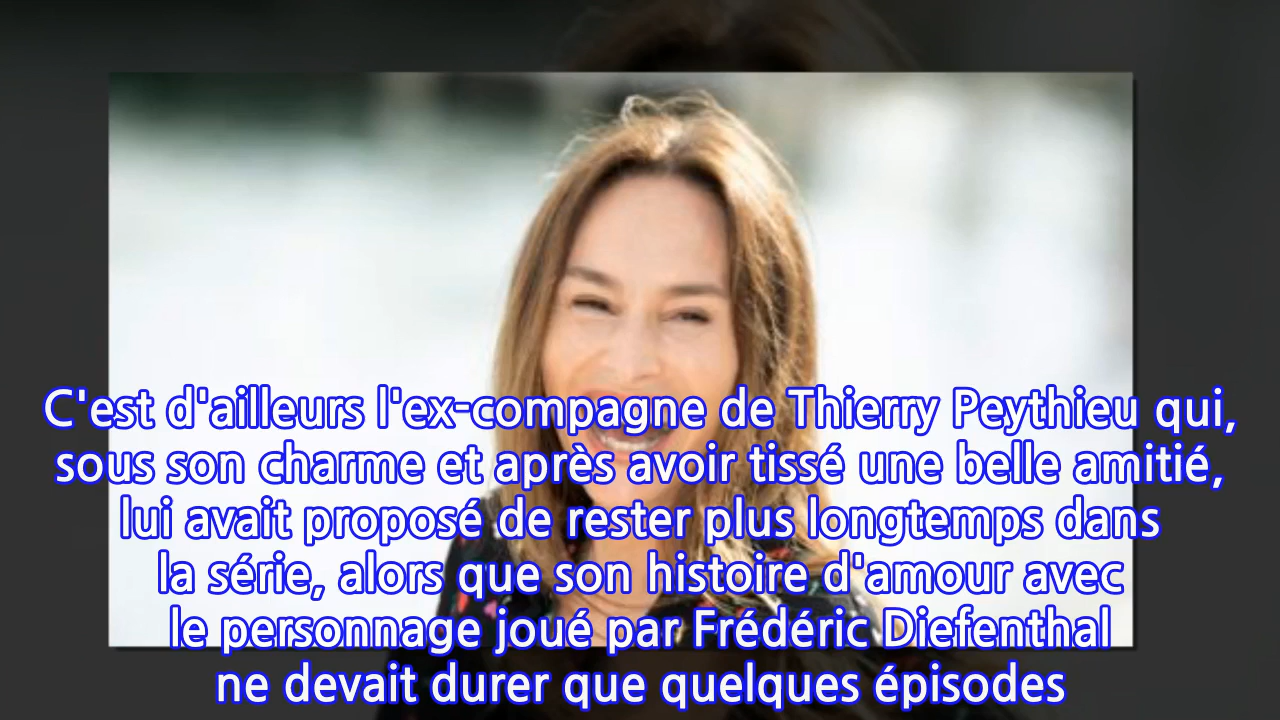 C'est d'ailleurs l'ex-compagne de Thierry Peythieu qui,
sous son charme et après avoir tissé une belle amitié,
lui avait proposé de rester plus longtemps dans
la série, alors que son histoire d'amour avec
le personnage joué par Frédéric Diefenthal
ne devait durer que quelques épisodes